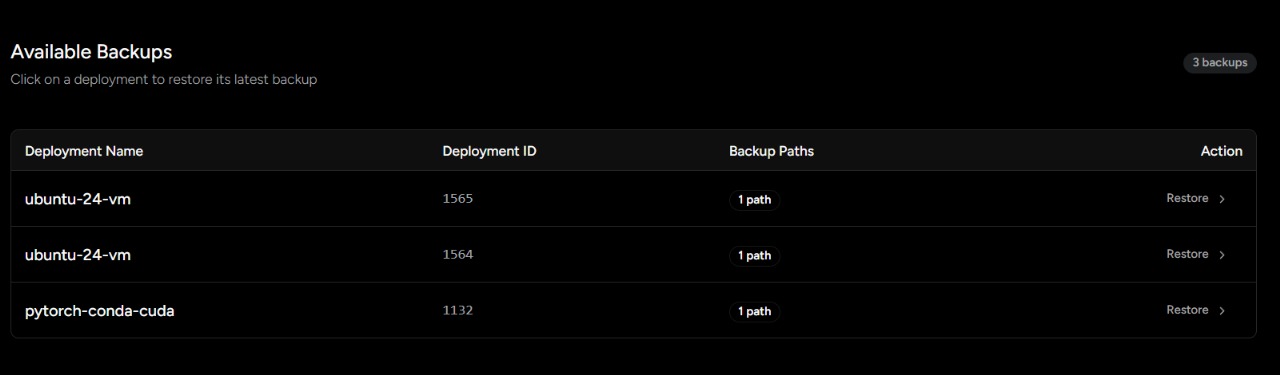 Available Backups
Click on a deployment to restore its latest backup
3 backups
Deployment Name Deployment ID Backup Paths Action
ubuntu-24-vm 1565 1 path Restore
ubuntu-24-vm 1564 1 path Restore
pytorch-conda-cuda 1132 1 path Restore